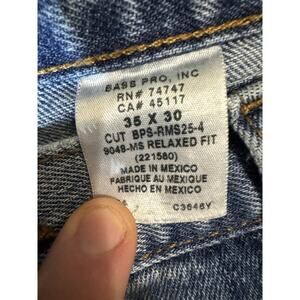 BASS PRO, INC
RN# 74747
CA# 45117
35 X 30
CUT BPS-RMS25-4
9048-MS RELAXED FIT
(221580)
MADE IN MEXICO
FABRIQUE AU MEXIQUE
HECHO EN MEXICO
C3646Y